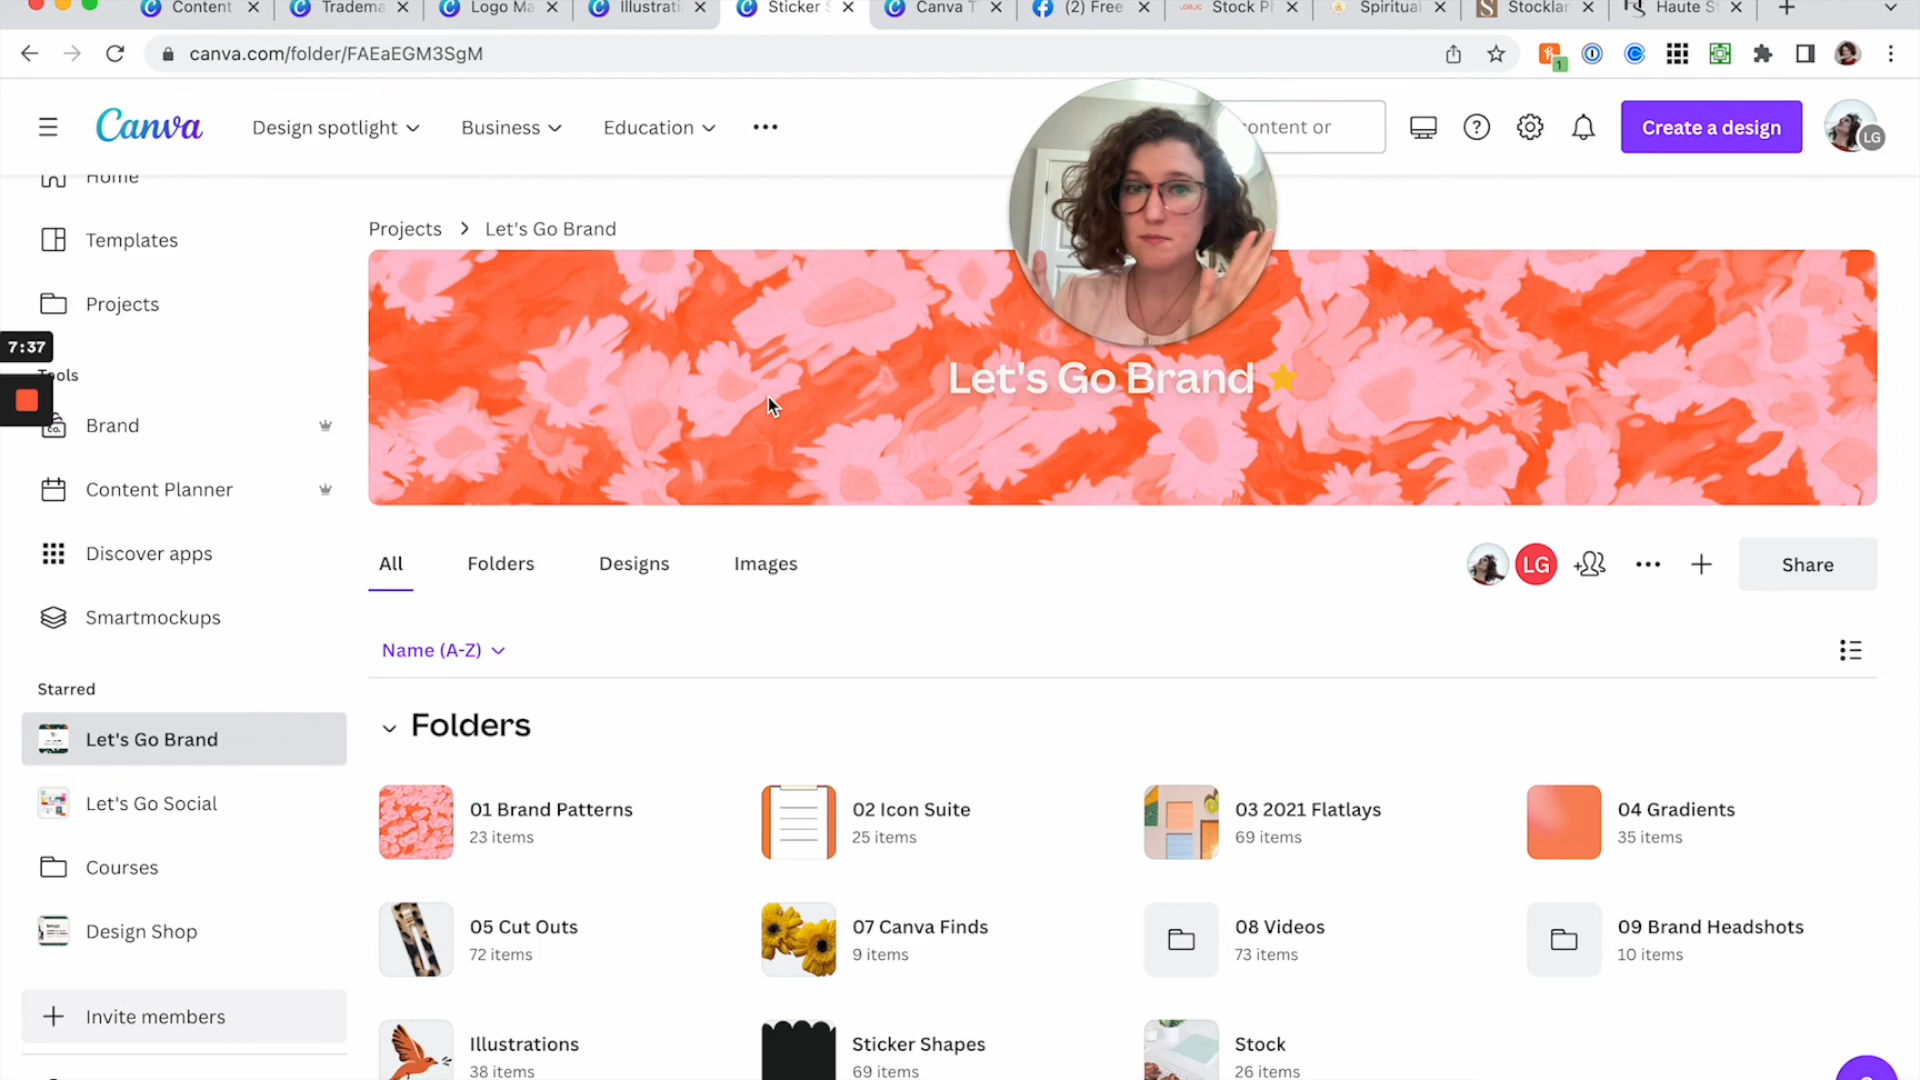 Content
Tradema
Logo Ma
Illustrati
Sticker S
Canva T
(2) Free
Stock P
Spiritual
Stocklan
Haute S
canva.com/folder/FAEaEGM3SgM
1
Canva
Design spotlight
Business
Education
content or
Create a design
LG
Home
Templates
Projects
7:37
Tools
Brand
CO.
Content Planner
Discover apps
Smartmockups
Starred
Let's Go Brand
Let's Go Social
Courses
Design Shop
Invite members
Projects > Let's Go Brand
Let's Go Brand
All
Folders
Designs
Images
LG
Share
Name (A-Z)
Folders
01 Brand Patterns
23 items
02 Icon Suite
25 items
03 2021 Flatlays
69 items
04 Gradients
35 items
05 Cut Outs
72 items
07 Canva Finds
9 items
08 Videos
73 items
09 Brand Headshots
10 items
Illustrations
38 items
Sticker Shapes
69 items
Stock
26 items